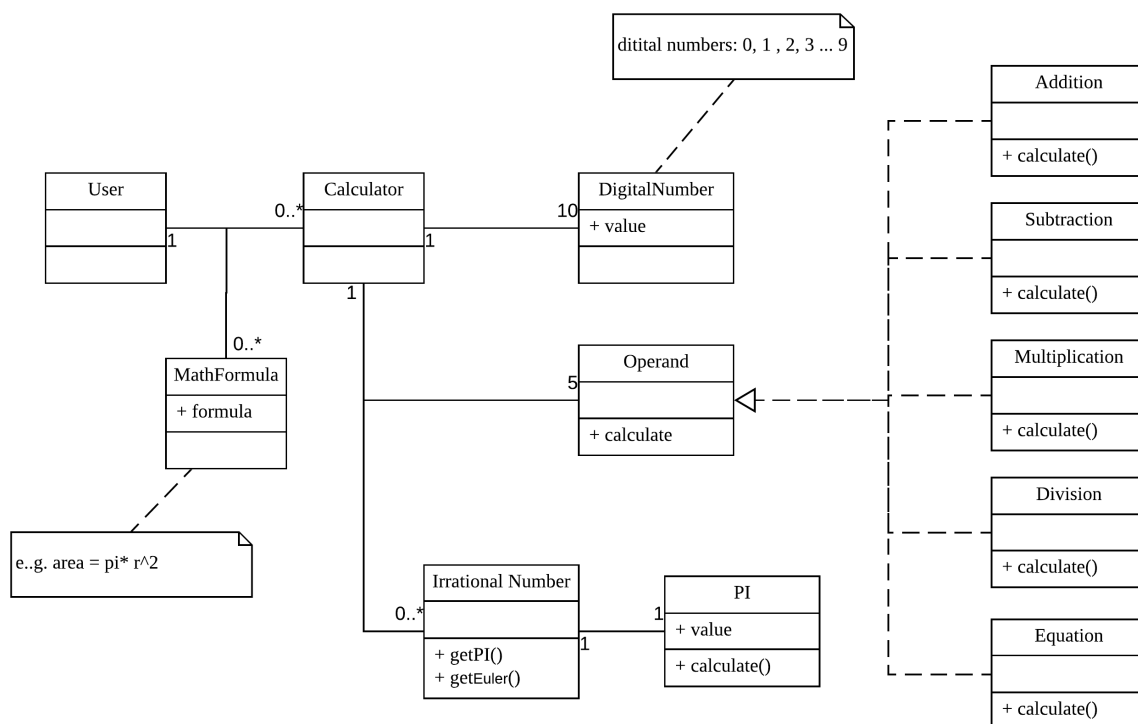 ditital numbers: 0, 1 , 2, 3 ... 9
Addition
+ calculate()
User
1
0..*
Calculator
1
1
10
DigitalNumber
+ value
Subtraction
+ calculate()
0..*
MathFormula
+ formula
5
Operand
+ calculate
Multiplication
+ calculate()
e..g. area = pi* r^2
Division
+ calculate()
0..*
Irrational Number
+ getPI()
+ getEuler()
1
1
PI
+ value
+ calculate()
Equation
+ calculate()